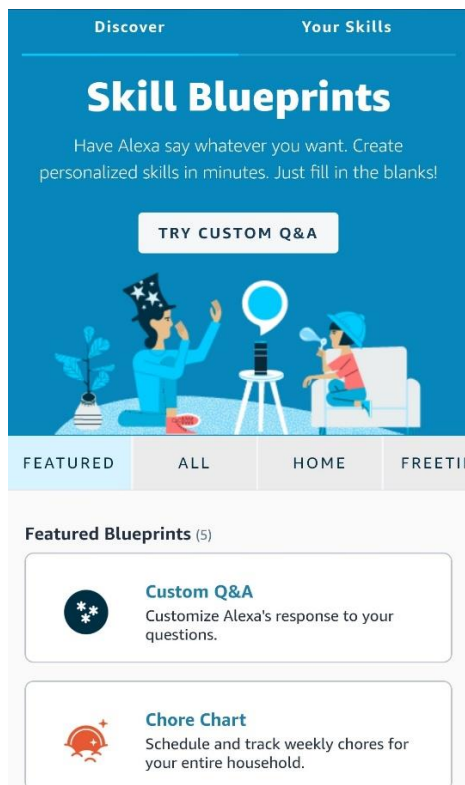 Discover Your Skills
Skill Blueprints
Have Alexa say whatever you want. Create
personalized skills in minutes. Just fill in the blanks!
TRY CUSTOM Q&A
FEATURED ALL HOME FREETI
Featured Blueprints (5)
Custom Q&A
Customize Alexa's response to your
questions.
Chore Chart
Schedule and track weekly chores for
your entire household.